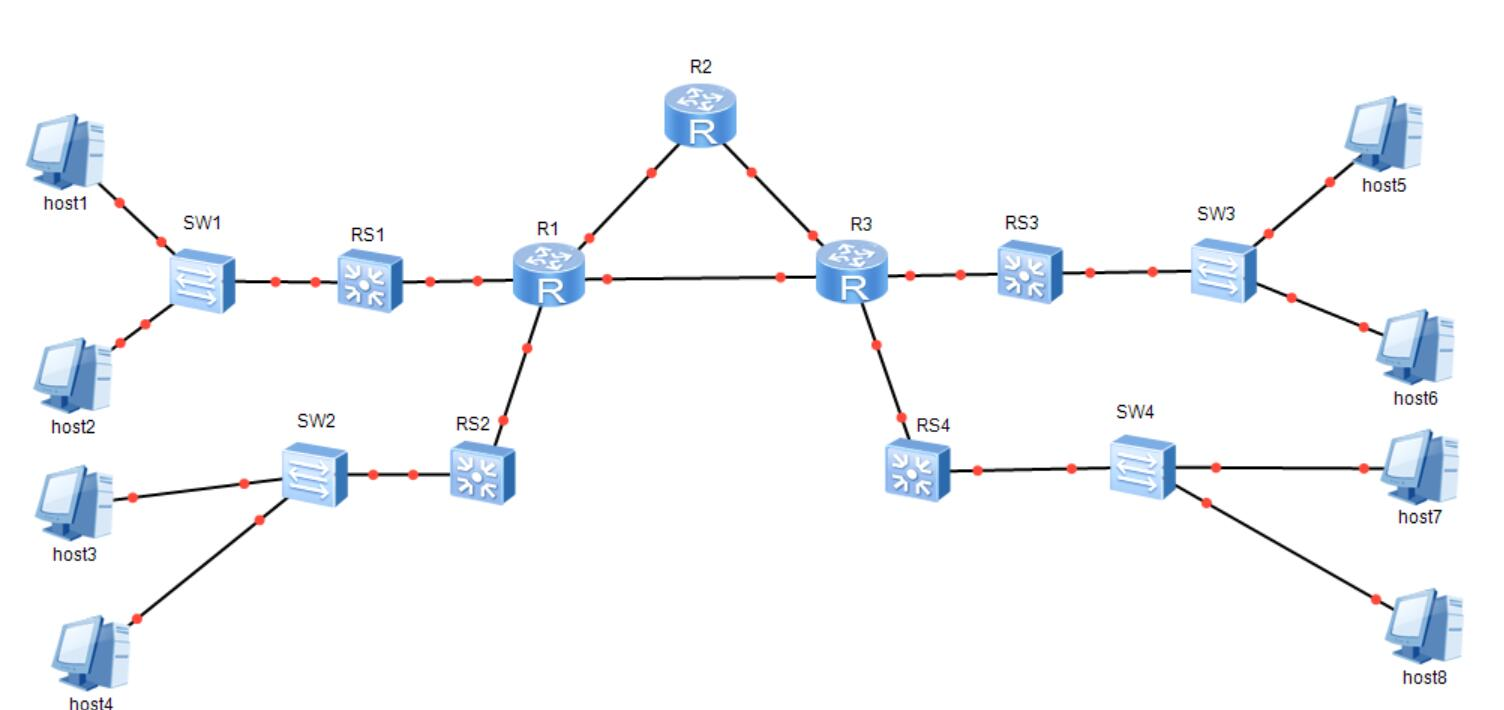 R2
host1
host5
SW1
RS1
R1
R3
RS3
SW3
R
R
R
host2
host6
SW2
RS2
RS4
SW4
host3
host7
host4
host8